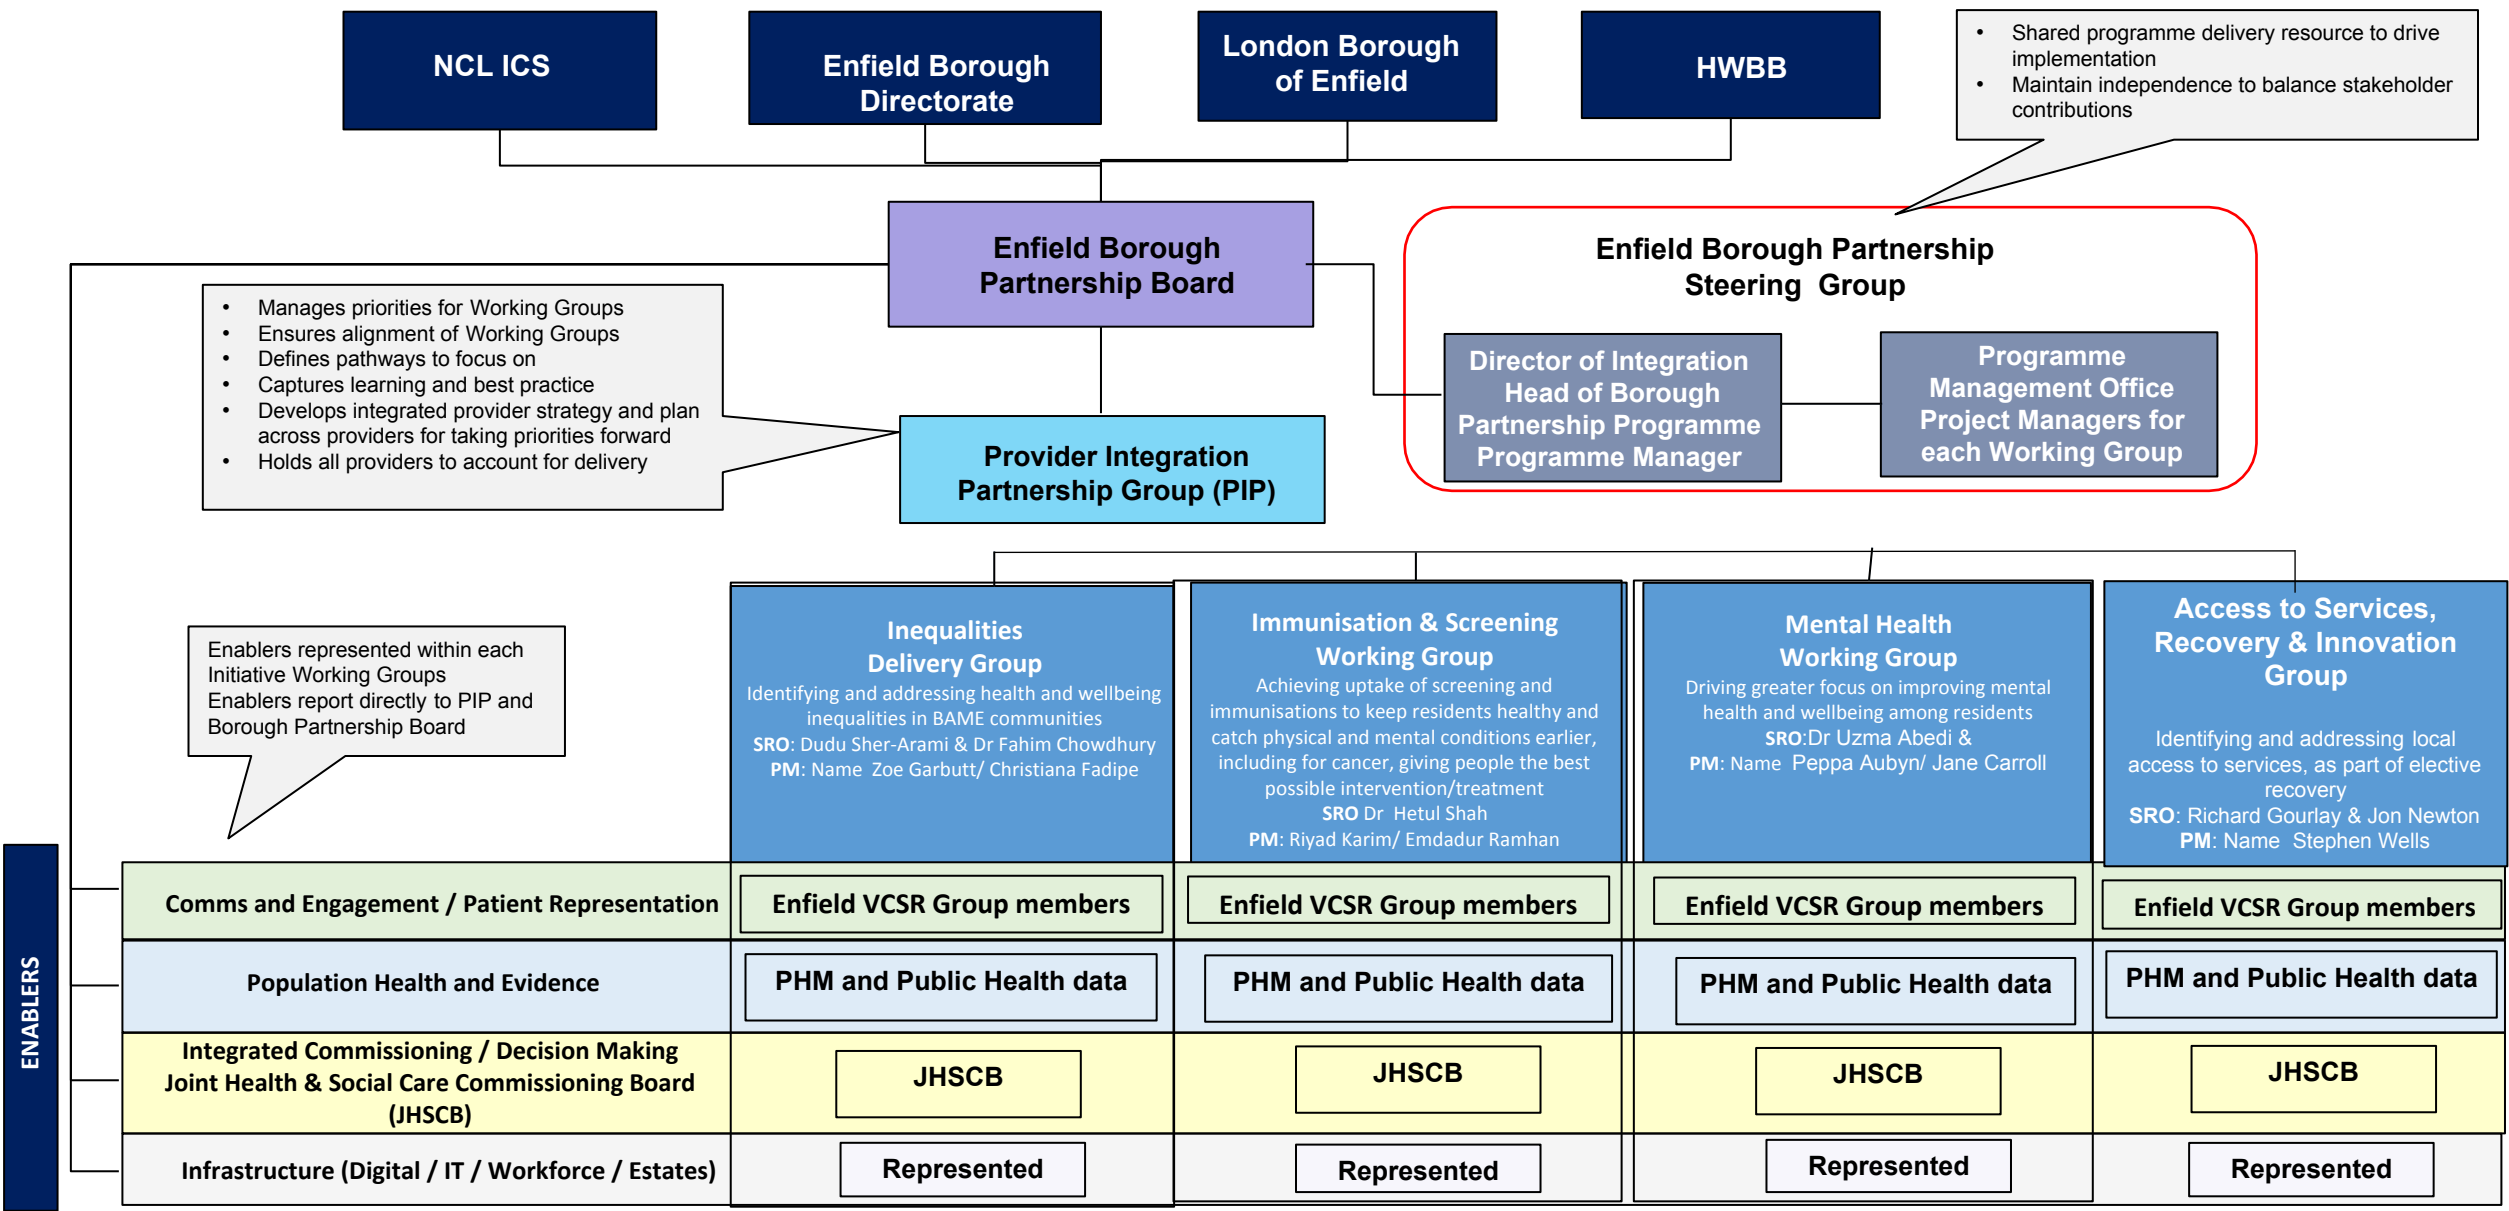 NCL ICS
Enfield Borough
Directorate
London Borough
of Enfield
HWBB
• Shared programme delivery resource to drive
implementation
• Maintain independence to balance stakeholder
contributions
Enfield Borough
Partnership Board
Enfield Borough Partnership
Steering Group
Director of Integration
Head of Borough
Partnership Programme
Programme Manager
Programme
Management Office
Project Managers for
each Working Group
• Manages priorities for Working Groups
• Ensures alignment of Working Groups
• Defines pathways to focus on
• Captures learning and best practice
• Develops integrated provider strategy and plan
across providers for taking priorities forward
• Holds all providers to account for delivery
Provider Integration
Partnership Group (PIP)
Enablers represented within each
Initiative Working Groups
Enablers report directly to PIP and
Borough Partnership Board
Inequalities
Delivery Group
Identifying and addressing health and wellbeing
inequalities in BAME communities
SRO: Dudu Sher-Arami & Dr Fahim Chowdhury
PM: Name Zoe Garbutt/ Christiana Fadipe
Immunisation & Screening
Working Group
Achieving uptake of screening and
immunisations to keep residents healthy and
catch physical and mental conditions earlier,
including for cancer, giving people the best
possible intervention/treatment
SRO Dr Hetul Shah
PM: Riyad Karim/ Emdadur Ramhan
Mental Health
Working Group
Driving greater focus on improving mental
health and wellbeing among residents
SRO:Dr Uzma Abedi &
PM: Name Peppa Aubyn/ Jane Carroll
Access to Services,
Recovery & Innovation
Group
Identifying and addressing local
access to services, as part of elective
recovery
SRO: Richard Gourlay & Jon Newton
PM: Name Stephen Wells
ENABLERS
Comms and Engagement / Patient Representation
Enfield VCSR Group members
Enfield VCSR Group members
Enfield VCSR Group members
Enfield VCSR Group members
Population Health and Evidence
PHM and Public Health data
PHM and Public Health data
PHM and Public Health data
PHM and Public Health data
Integrated Commissioning / Decision Making
Joint Health & Social Care Commissioning Board
(JHSCB)
JHSCB
JHSCB
JHSCB
JHSCB
Infrastructure (Digital / IT / Workforce / Estates)
Represented
Represented
Represented
Represented